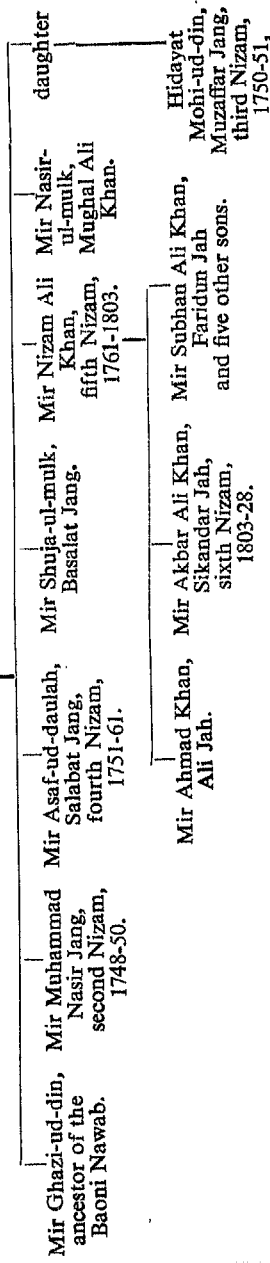 Mir Ghazi-ud-din,
ancestor of the
Baoni Nawab.
Mir Muhammad
Nasir Jang,
second Nizam,
1748-50.
Mir Asaf-ud-daulah,
Salabat Jang,
fourth Nizam,
1751-61.
Mir Shuja-ul-mulk,
Basalat Jang.
Mir Nizam Ali
Khan,
fifth Nizam,
1761-1803.
Mir Nasir-
ul-mulk,
Mughal Ali
Khan.
daughter
Mir Ahmad Khan,
Ali Jah.
Mir Akbar Ali Khan,
Sikandar Jah,
sixth Nizam,
1803-28.
Mir Subhan Ali Khan,
Faridun Jah
and five other sons.
Hidayat
Mohi-ud-din,
Muzaffar Jang,
third Nizam,
1750-51,